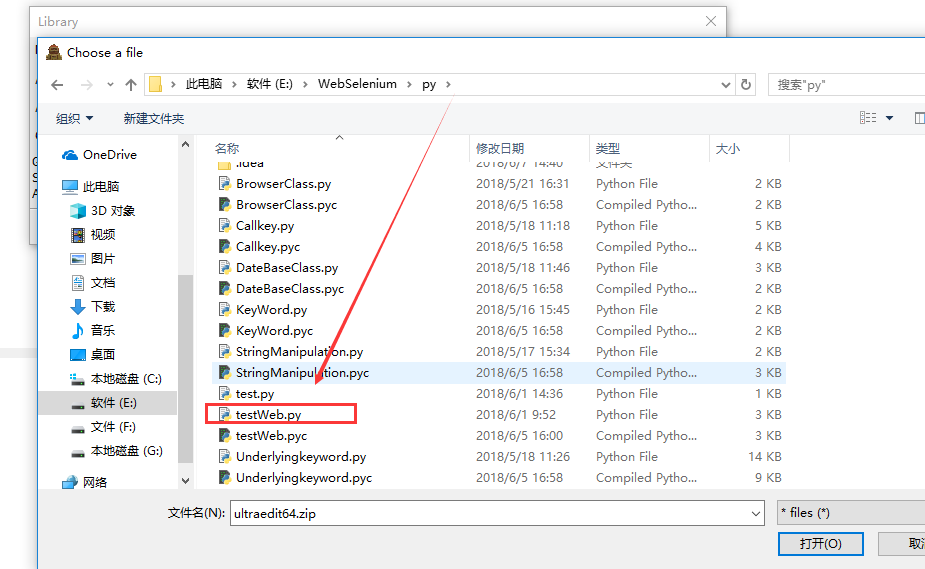 Library
Choose a file
此电脑 › 软件 (E:) › WebSelenium › py ›
搜索"py"
组织 新建文件夹
名称 修改日期 类型 大小
.idea 2018/6/7 14:40 文件夹
BrowserClass.py 2018/5/21 16:31 Python File 2 KB
BrowserClass.pyc 2018/6/5 16:58 Compiled Pytho... 2 KB
Callkey.py 2018/5/18 11:18 Python File 5 KB
Callkey.pyc 2018/6/5 16:58 Compiled Pytho... 4 KB
DateBaseClass.py 2018/5/18 11:46 Python File 3 KB
DateBaseClass.pyc 2018/6/5 16:58 Compiled Pytho... 3 KB
KeyWord.py 2018/5/16 15:45 Python File 2 KB
KeyWord.pyc 2018/6/5 16:58 Compiled Pytho... 2 KB
StringManipulation.py 2018/5/17 15:34 Python File 3 KB
StringManipulation.pyc 2018/6/5 16:58 Compiled Pytho... 3 KB
test.py 2018/6/1 14:36 Python File 1 KB
testWeb.py 2018/6/1 9:52 Python File 3 KB
testWeb.pyc 2018/6/5 16:00 Compiled Pytho... 3 KB
Underlyingkeyword.py 2018/5/18 11:26 Python File 14 KB
Underlyingkeyword.pyc 2018/6/5 16:58 Compiled Pytho... 9 KB
OneDrive
此电脑
3D 对象
视频
图片
文档
下载
音乐
桌面
本地磁盘 (C:)
软件 (E:)
文件 (F:)
本地磁盘 (G:)
网络
文件名(N): ultraedit64.zip
* files (*)
打开(O)